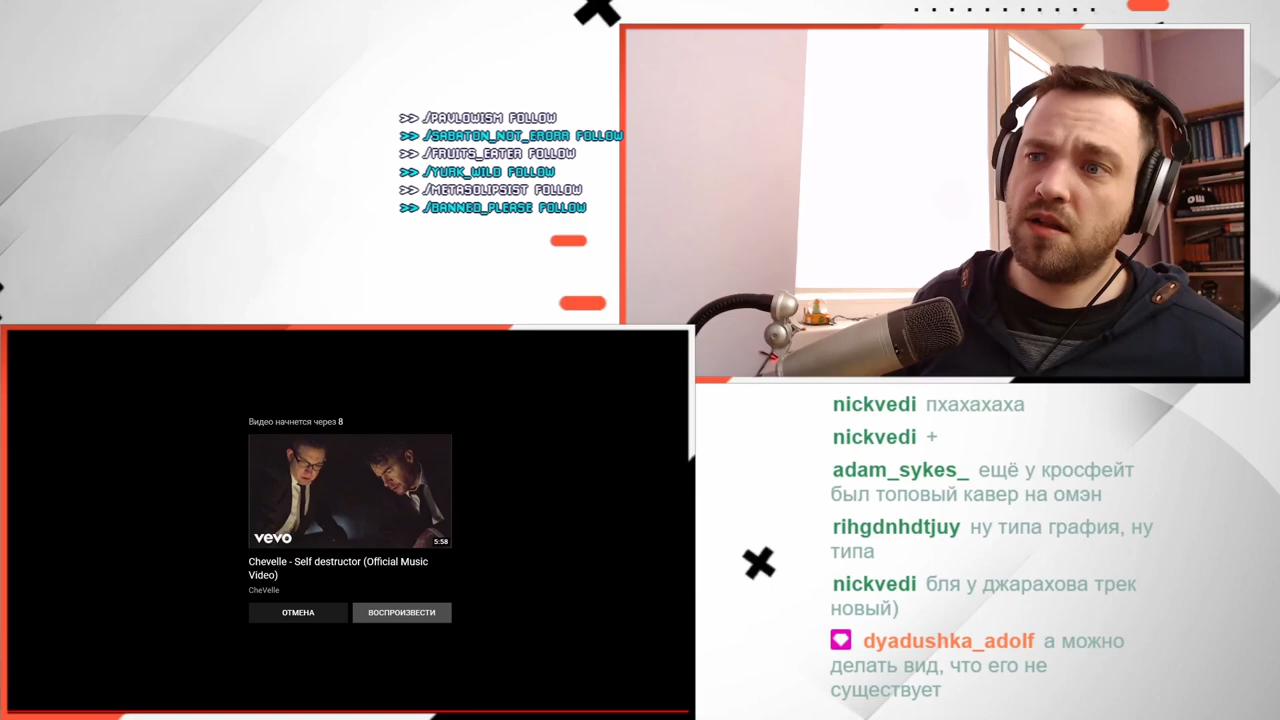 >> ./PAVLOWISM FOLLOW
>> ./SABATON_NOT_ERORR FOLLOW
>> ./FRUITS_EATER FOLLOW
>> ./YURK_WILD FOLLOW
>> ./METASOLIPSIST FOLLOW
>> ./BANNED_PLEASE FOLLOW
Видео начнется через 8
vevo
5:58
Chevelle - Self destructor (Official Music
Video)
CheVelle
ОТМЕНА
ВОСПРОИЗВЕСТИ
nickvedi пхахахаха
nickvedi +
adam_sykes_ ещё у кросфейт
был топовый кавер на омэн
rihgdnhdtjuy ну типа графия, ну
типа
nickvedi бля у джарахова трек
новый)
dyadushka_adolf а можно
делать вид, что его не
существует